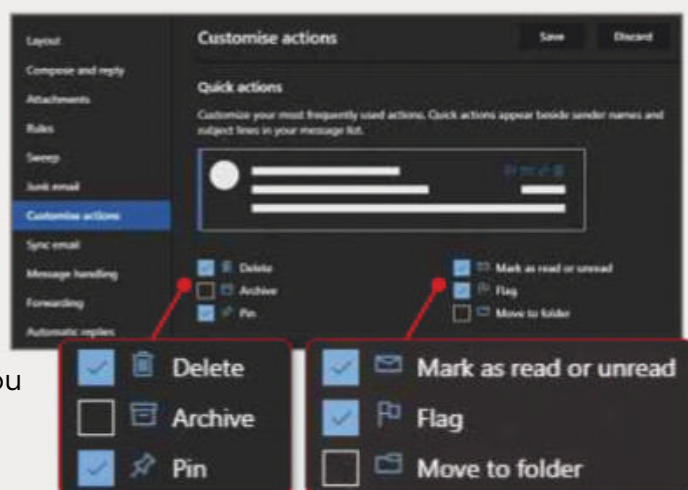 Layout
Compose and reply
Attachments
Rules
Sweep
Junk email
Customise actions
Sync email
Message handling
Forwarding
Automatic replies
Customise actions
Save
Discard
Quick actions
Customize your most frequently used actions. Quick actions appear beside sender names and
subject lines in your message list.
Delete
Archive
Pin
Mark as read or unread
Flag
Move to folder
ou
Delete
Archive
Pin
Mark as read or unread
Flag
Move to folder